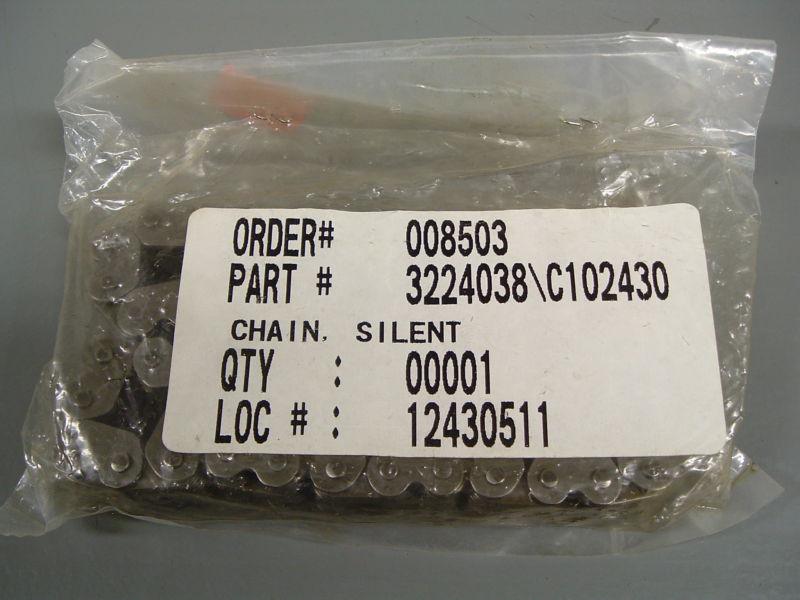 ORDER# 008503
PART # 3224038\C102430
CHAIN, SILENT
QTY : 00001
LOC # : 12430511